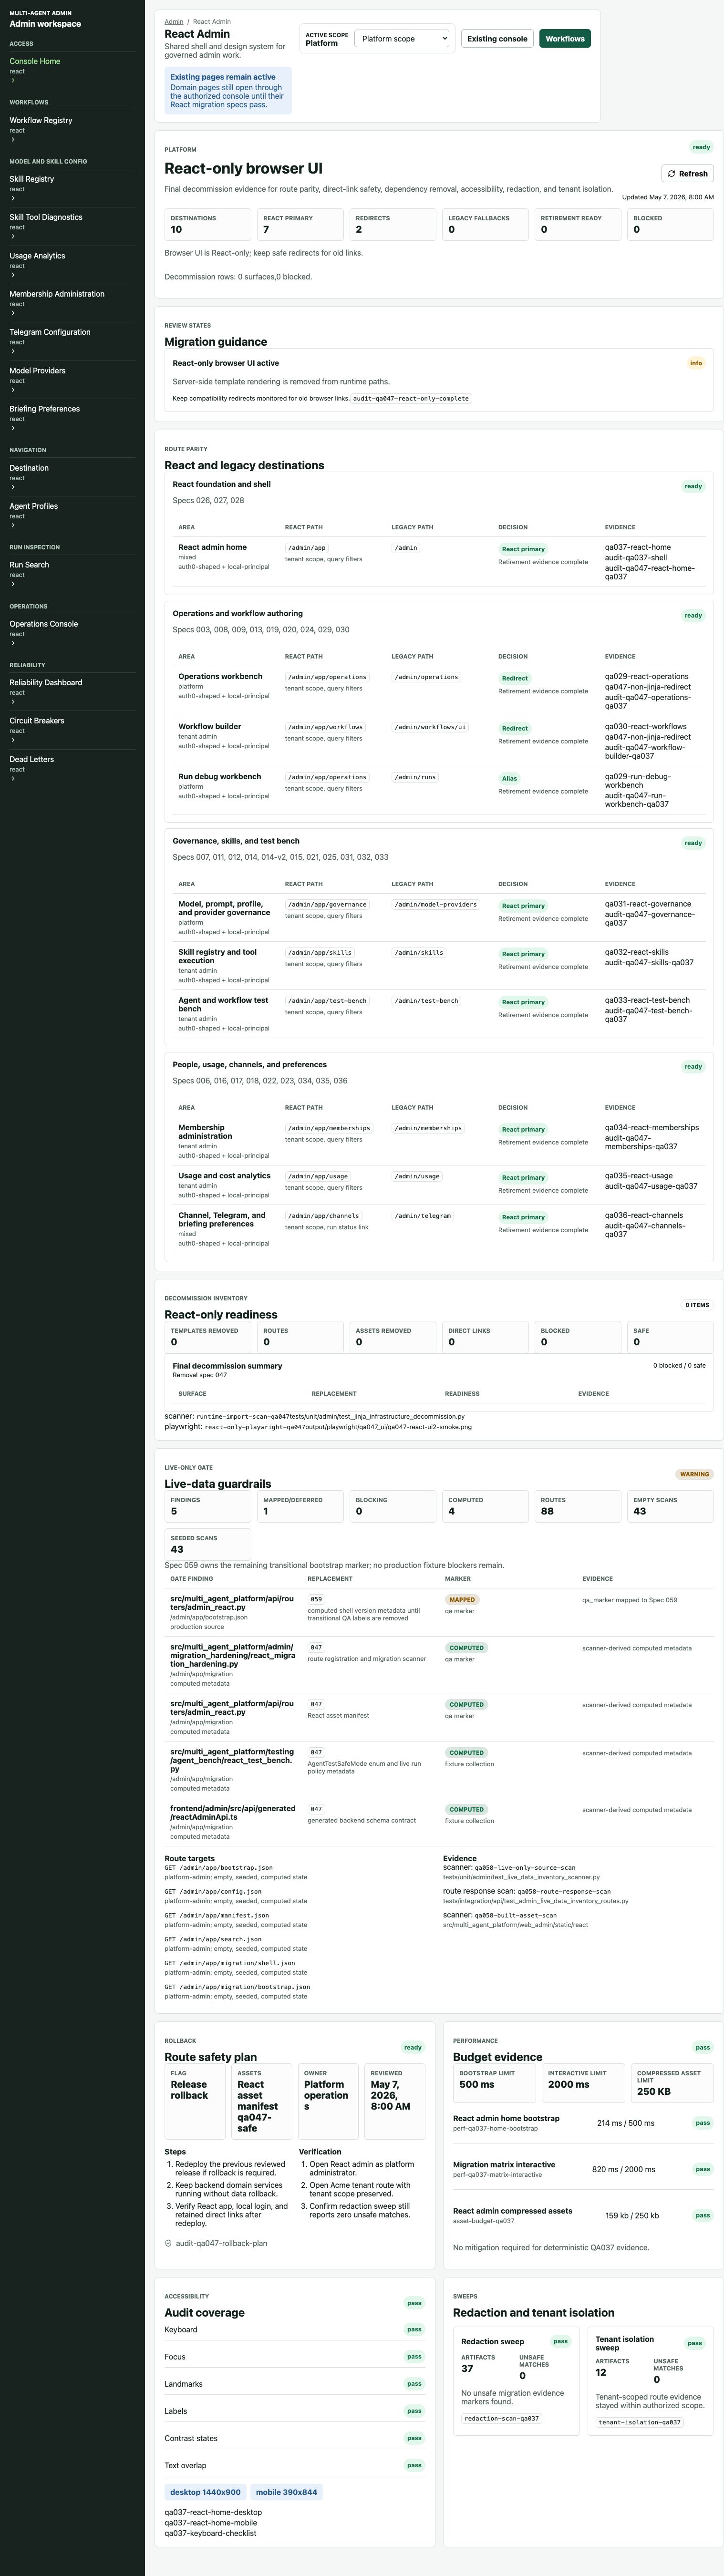 MULTI-AGENT ADMIN
Admin workspace
ACCESS
Console Home
react
WORKFLOWS
Workflow Registry
react
MODEL AND SKILL CONFIG
Skill Registry
react
Skill Tool Diagnostics
react
Usage Analytics
react
Membership Administration
react
Telegram Configuration
react
Model Providers
react
Briefing Preferences
react
NAVIGATION
Destination
react
Agent Profiles
react
RUN INSPECTION
Run Search
react
OPERATIONS
Operations Console
react
RELIABILITY
Reliability Dashboard
react
Circuit Breakers
react
Dead Letters
react
Admin / React Admin
React Admin
Shared shell and design system for
governed admin work.
ACTIVE SCOPE
Platform
Platform scope
Existing console
Workflows
Existing pages remain active
Domain pages still open through
the authorized console until their
React migration specs pass.
PLATFORM
ready
React-only browser UI
Refresh
Final decommission evidence for route parity, direct-link safety, dependency removal, accessibility, redaction, and tenant isolation.
Updated May 7, 2026, 8:00 AM
DESTINATIONS
10
REACT PRIMARY
7
REDIRECTS
2
LEGACY FALLBACKS
0
RETIREMENT READY
0
BLOCKED
0
Browser UI is React-only; keep safe redirects for old links.
Decommission rows: 0 surfaces,0 blocked.
REVIEW STATES
Migration guidance
React-only browser UI active
info
Server-side template rendering is removed from runtime paths.
Keep compatibility redirects monitored for old browser links. audit-qa047-react-only-complete
ROUTE PARITY
React and legacy destinations
React foundation and shell
ready
Specs 026, 027, 028
AREA REACT PATH LEGACY PATH DECISION EVIDENCE
React admin home
mixed
auth0-shaped + local-principal
/admin/app
tenant scope, query filters
/admin
React primary
Retirement evidence complete
qa037-react-home
audit-qa037-shell
audit-qa047-react-home-
qa037
Operations and workflow authoring
ready
Specs 003, 008, 009, 013, 019, 020, 024, 029, 030
AREA REACT PATH LEGACY PATH DECISION EVIDENCE
Operations workbench
platform
auth0-shaped + local-principal
/admin/app/operations
tenant scope, query filters
/admin/operations
Redirect
Retirement evidence complete
qa029-react-operations
qa047-non-jinja-redirect
audit-qa047-operations-
qa037
Workflow builder
tenant admin
auth0-shaped + local-principal
/admin/app/workflows
tenant scope, query filters
/admin/workflows/ui
Redirect
Retirement evidence complete
qa030-react-workflows
qa047-non-jinja-redirect
audit-qa047-workflow-
builder-qa037
Run debug workbench
platform
auth0-shaped + local-principal
/admin/app/operations
tenant scope, query filters
/admin/runs
Alias
Retirement evidence complete
qa029-run-debug-
workbench
audit-qa047-run-
workbench-qa037
Governance, skills, and test bench
ready
Specs 007, 011, 012, 014, 014-v2, 015, 021, 025, 031, 032, 033
AREA REACT PATH LEGACY PATH DECISION EVIDENCE
Model, prompt, profile,
and provider governance
platform
auth0-shaped + local-principal
/admin/app/governance
tenant scope, query filters
/admin/model-providers
React primary
Retirement evidence complete
qa031-react-governance
audit-qa047-governance-
qa037
Skill registry and tool
execution
tenant admin
auth0-shaped + local-principal
/admin/app/skills
tenant scope, query filters
/admin/skills
React primary
Retirement evidence complete
qa032-react-skills
audit-qa047-skills-qa037
Agent and workflow test
bench
tenant admin
auth0-shaped + local-principal
/admin/app/test-bench
tenant scope, query filters
/admin/test-bench
React primary
Retirement evidence complete
qa033-react-test-bench
audit-qa047-test-bench-
qa037
People, usage, channels, and preferences
ready
Specs 006, 016, 017, 018, 022, 023, 034, 035, 036
AREA REACT PATH LEGACY PATH DECISION EVIDENCE
Membership
administration
tenant admin
auth0-shaped + local-principal
/admin/app/memberships
tenant scope, query filters
/admin/memberships
React primary
Retirement evidence complete
qa034-react-memberships
audit-qa047-
memberships-qa037
Usage and cost analytics
tenant admin
auth0-shaped + local-principal
/admin/app/usage
tenant scope, query filters
/admin/usage
React primary
Retirement evidence complete
qa035-react-usage
audit-qa047-usage-qa037
Channel, Telegram, and
briefing preferences
mixed
auth0-shaped + local-principal
/admin/app/channels
tenant scope, run status link
/admin/telegram
React primary
Retirement evidence complete
qa036-react-channels
audit-qa047-channels-
qa037
DECOMMISSION INVENTORY
React-only readiness
0 ITEMS
TEMPLATES REMOVED
0
ROUTES
0
ASSETS REMOVED
0
DIRECT LINKS
0
BLOCKED
0
SAFE
0
Final decommission summary
0 blocked / 0 safe
Removal spec 047
SURFACE REPLACEMENT READINESS EVIDENCE
scanner: runtime-import-scan-qa047tests/unit/admin/test_jinja_infrastructure_decommission.py
playwright: react-only-playwright-qa047output/playwright/qa047_ui/qa047-react-ui2-smoke.png
LIVE-ONLY GATE
Live-data guardrails
WARNING
FINDINGS
5
MAPPED/DEFERRED
1
BLOCKING
0
COMPUTED
4
ROUTES
88
EMPTY SCANS
43
SEEDED SCANS
43
Spec 059 owns the remaining transitional bootstrap marker; no production fixture blockers remain.
GATE FINDING REPLACEMENT MARKER EVIDENCE
src/multi_agent_platform/api/rou
ters/admin_react.py
/admin/app/bootstrap.json
production source
059
computed shell version metadata until
transitional QA labels are removed
MAPPED
qa marker
qa_marker mapped to Spec 059
src/multi_agent_platform/admin/
migration_hardening/react_migra
tion_hardening.py
/admin/app/migration
computed metadata
047
route registration and migration scanner
COMPUTED
qa marker
scanner-derived computed metadata
src/multi_agent_platform/api/rou
ters/admin_react.py
/admin/app/migration
computed metadata
047
React asset manifest
COMPUTED
qa marker
scanner-derived computed metadata
src/multi_agent_platform/testing
/agent_bench/react_test_bench.
py
/admin/app/migration
computed metadata
047
AgentTestSafeMode enum and live run
policy metadata
COMPUTED
fixture collection
scanner-derived computed metadata
frontend/admin/src/api/generated
/reactAdminApi.ts
/admin/app/migration
computed metadata
047
generated backend schema contract
COMPUTED
fixture collection
scanner-derived computed metadata
Route targets
GET /admin/app/bootstrap.json
platform-admin; empty, seeded, computed state
GET /admin/app/config.json
platform-admin; empty, seeded, computed state
GET /admin/app/manifest.json
platform-admin; empty, seeded, computed state
GET /admin/app/search.json
platform-admin; empty, seeded, computed state
GET /admin/app/migration/shell.json
platform-admin; empty, seeded, computed state
GET /admin/app/migration/bootstrap.json
platform-admin; empty, seeded, computed state
Evidence
scanner: qa058-live-only-source-scan
tests/unit/admin/test_live_data_inventory_scanner.py
route response scan: qa058-route-response-scan
tests/integration/api/test_admin_live_data_inventory_routes.py
scanner: qa058-built-asset-scan
src/multi_agent_platform/web_admin/static/react
ROLLBACK
Route safety plan
ready
FLAG
Release
rollback
ASSETS
React
asset
manifest
qa047-
safe
OWNER
Platform
operation
s
REVIEWED
May 7,
2026,
8:00 AM
Steps
1. Redeploy the previous reviewed
release if rollback is required.
2. Keep backend domain services
running without data rollback.
3. Verify React app, local login, and
retained direct links after
redeploy.
Verification
1. Open React admin as platform
administrator.
2. Open Acme tenant route with
tenant scope preserved.
3. Confirm redaction sweep still
reports zero unsafe matches.
audit-qa047-rollback-plan
PERFORMANCE
Budget evidence
pass
BOOTSTRAP LIMIT
500 ms
INTERACTIVE LIMIT
2000 ms
COMPRESSED ASSET
LIMIT
250 KB
React admin home bootstrap
perf-qa037-home-bootstrap
214 ms / 500 ms
pass
Migration matrix interactive
perf-qa037-matrix-interactive
820 ms / 2000 ms
pass
React admin compressed assets
asset-budget-qa037
159 kb / 250 kb
pass
No mitigation required for deterministic QA037 evidence.
ACCESSIBILITY
Audit coverage
pass
Keyboard
pass
Focus
pass
Landmarks
pass
Labels
pass
Contrast states
pass
Text overlap
pass
desktop 1440x900
mobile 390x844
qa037-react-home-desktop
qa037-react-home-mobile
qa037-keyboard-checklist
SWEEPS
Redaction and tenant isolation
Redaction sweep
pass
ARTIFACTS
37
UNSAFE
MATCHES
0
No unsafe migration evidence
markers found.
redaction-scan-qa037
Tenant isolation
sweep
pass
ARTIFACTS
12
UNSAFE
MATCHES
0
Tenant-scoped route evidence
stayed within authorized scope.
tenant-isolation-qa037